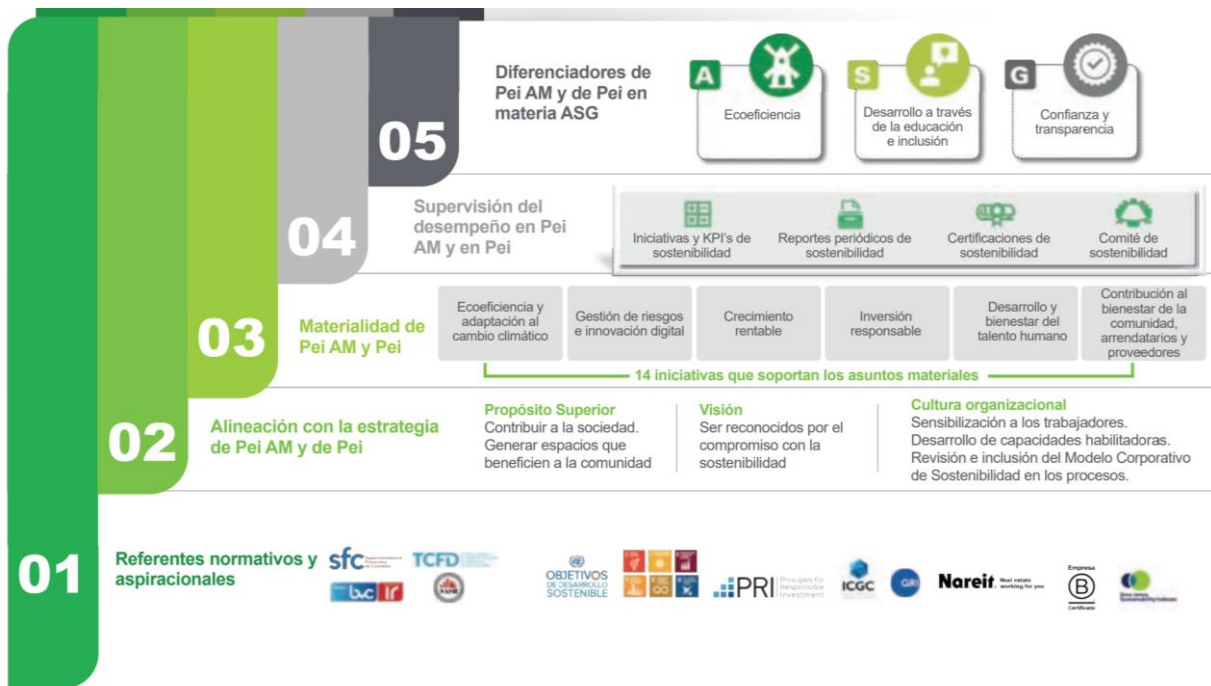 05
Diferenciadores de
Pei AM y de Pei en
materia ASG
A
Ecoeficiencia
S
Desarrollo a través
de la educación
e inclusión
G
Confianza y
transparencia
04
Supervisión del
desempeño en Pei
AM y en Pei
Iniciativas y KPI's de
sostenibilidad
Reportes periódicos de
sostenibilidad
Certificaciones de
sostenibilidad
Comité de
sostenibilidad
03
Materialidad de
Pei AM y Pei
Ecoeficiencia y
adaptación al
cambio climático
Gestión de riesgos
e innovación digital
Crecimiento
rentable
Inversión
responsable
Desarrollo y
bienestar del
talento humano
Contribución al
bienestar de la
comunidad,
arrendatarios y
proveedores
14 iniciativas que soportan los asuntos materiales
02
Alineación con la estrategia
de Pei AM y de Pei
Propósito Superior
Contribuir a la sociedad.
Generar espacios que
beneficien a la comunidad
Visión
Ser reconocidos por el
compromiso con la
sostenibilidad
Cultura organizacional
Sensibilización a los trabajadores.
Desarrollo de capacidades habilitadoras.
Revisión e inclusión del Modelo Corporativo
de Sostenibilidad en los procesos.
01
Referentes normativos y
aspiracionales
sfc
TCFD
bvc ir
OBJETIVOS
DE DESARROLLO
SOSTENIBLE
PRI Principles for
Responsible
Investment
ICGC
GRI
Nareit. Real estate
working for you
Empresa
B
Certificada